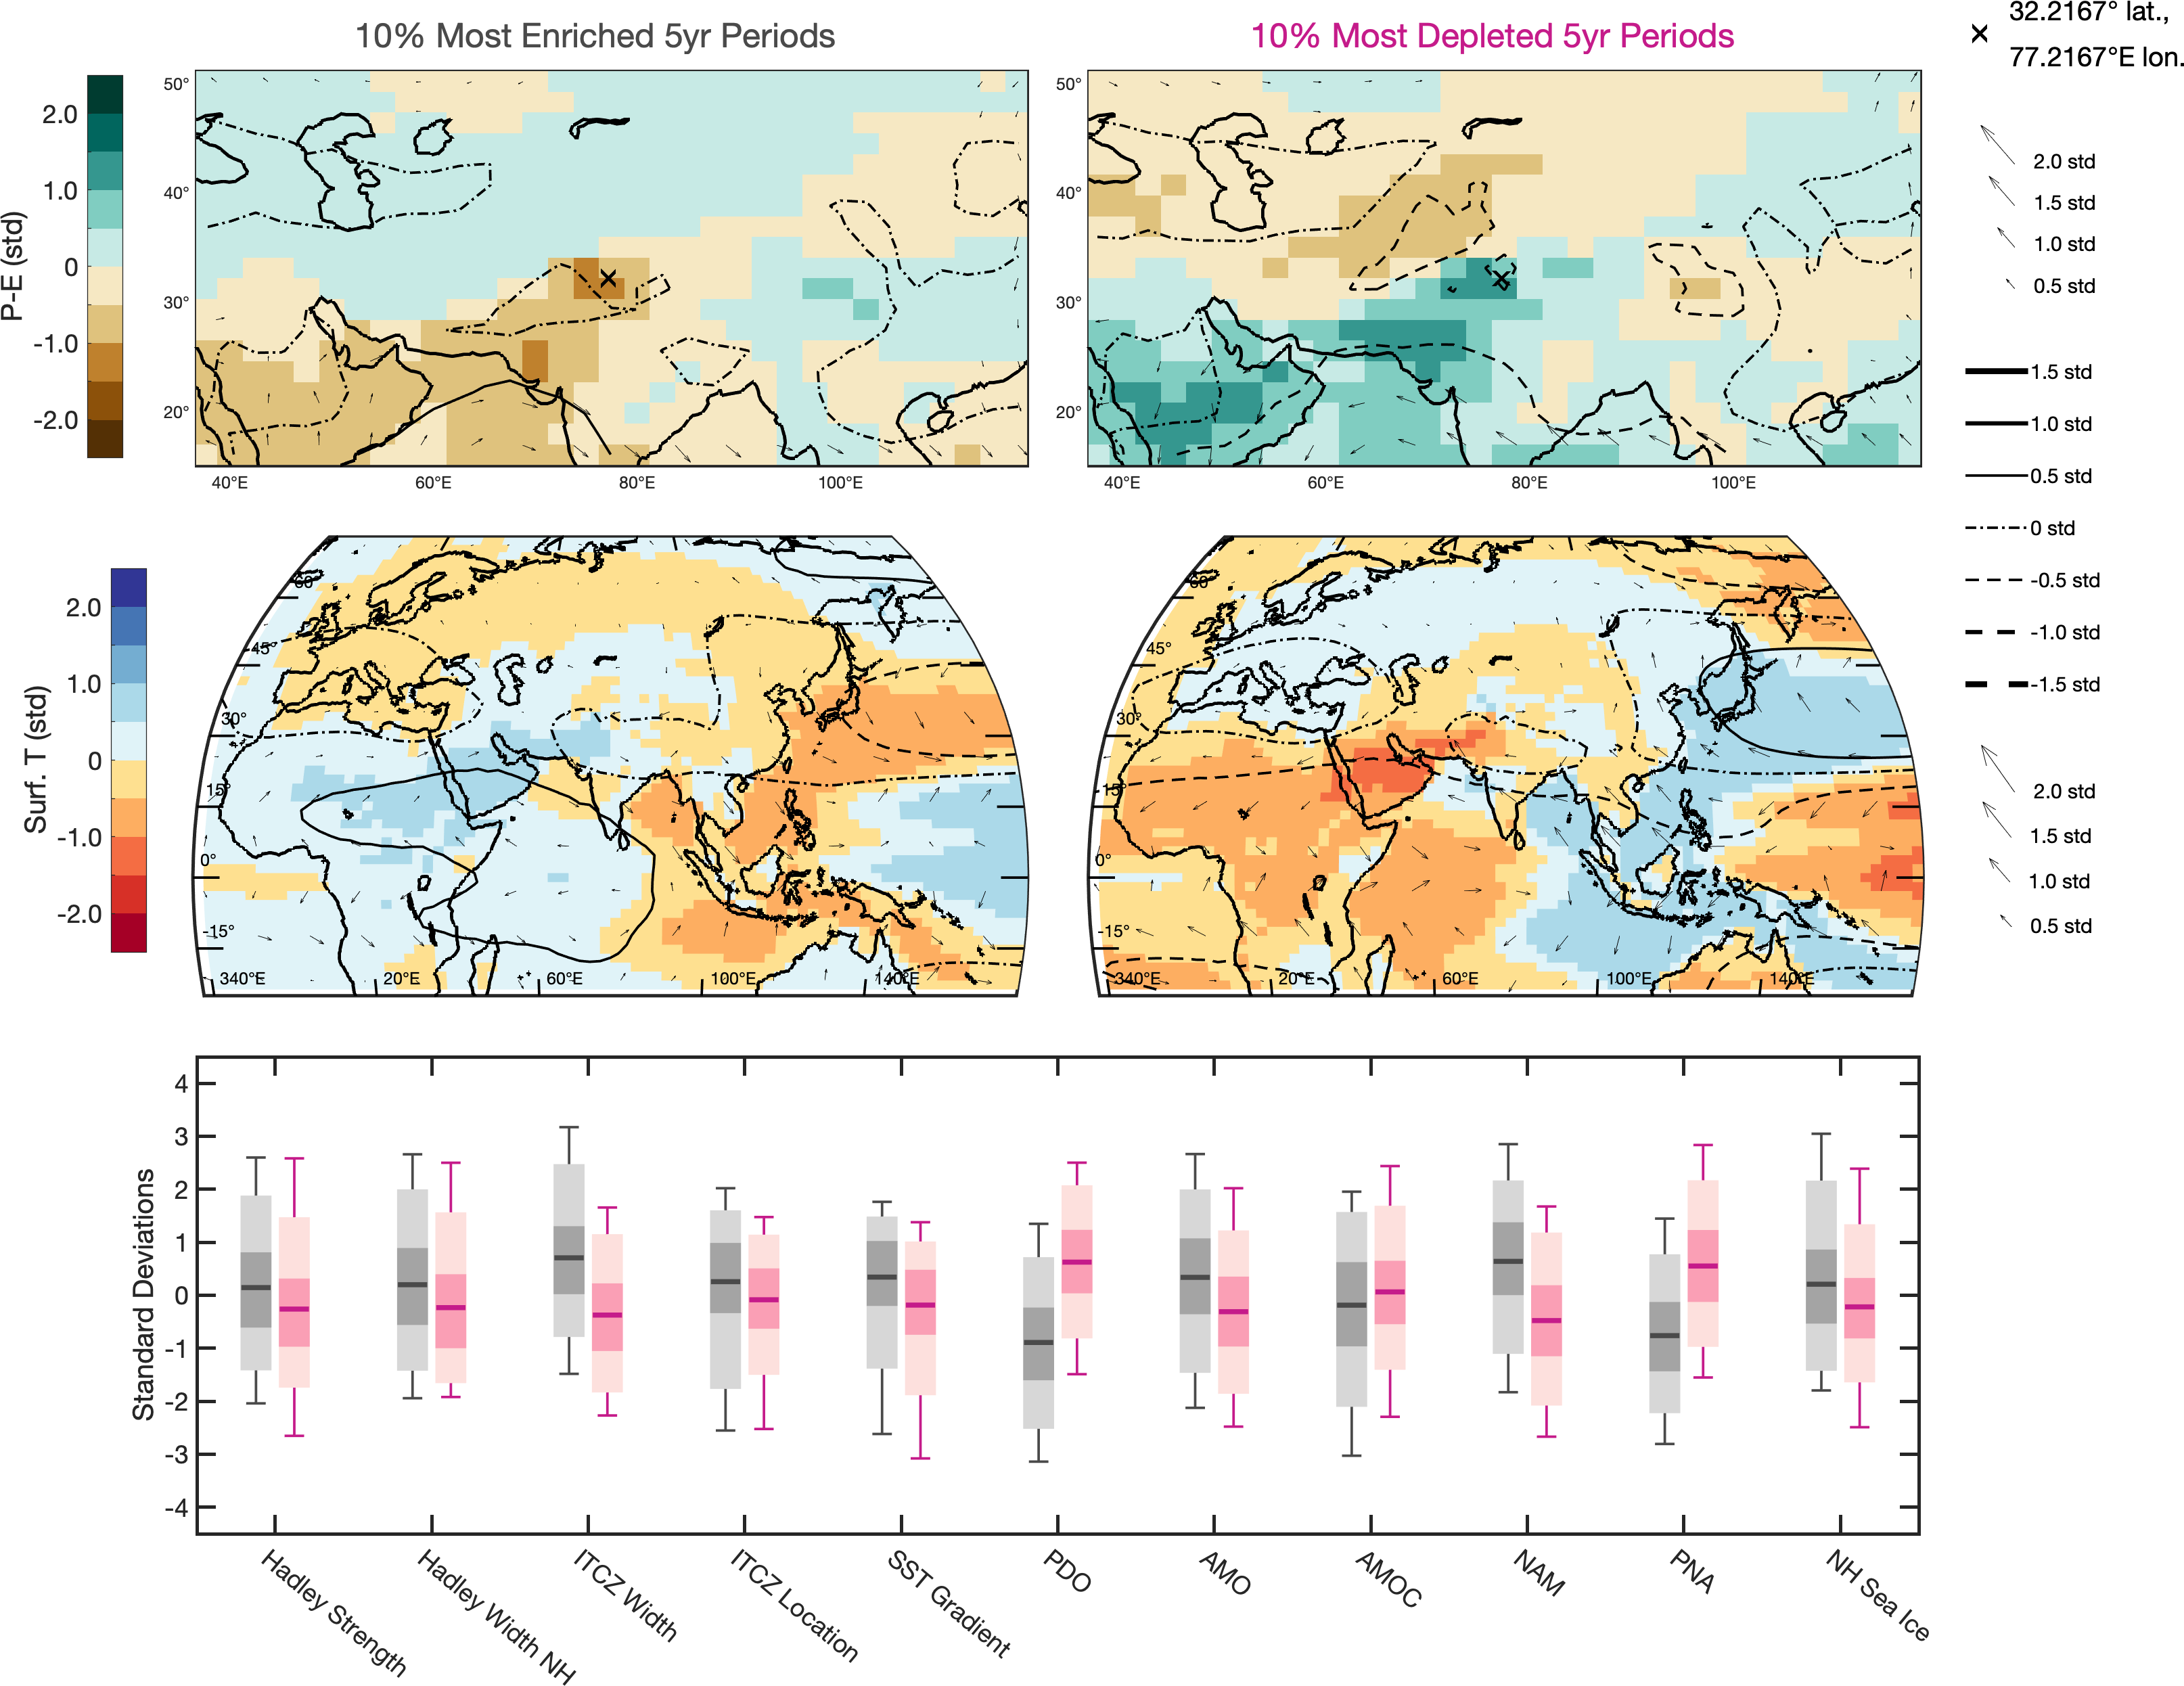 10% Most Enriched 5yr Periods
10% Most Depleted 5yr Periods
32.2167° lat.,
77.2167°E lon.
P-E (std)
2.0
1.0
0
-1.0
-2.0
50°
40°
30°
20°
40°E
60°E
80°E
100°E
50°
40°
30°
20°
40°E
60°E
80°E
100°E
2.0 std
1.5 std
1.0 std
0.5 std
1.5 std
1.0 std
0.5 std
0 std
-0.5 std
-1.0 std
-1.5 std
2.0 std
1.5 std
1.0 std
0.5 std
Surf. T (std)
2.0
1.0
0
-1.0
-2.0
60°
45°
30°
15°
0°
-15°
340°E
20°E
60°E
100°E
140°E
60°
45°
30°
15°
0°
-15°
340°E
20°E
60°E
100°E
140°E
Standard Deviations
4
3
2
1
0
-1
-2
-3
-4
Hadley Strength
Hadley Width NH
ITCZ Width
ITCZ Location
SST Gradient
PDO
AMO
AMOC
NAM
PNA
NH Sea Ice